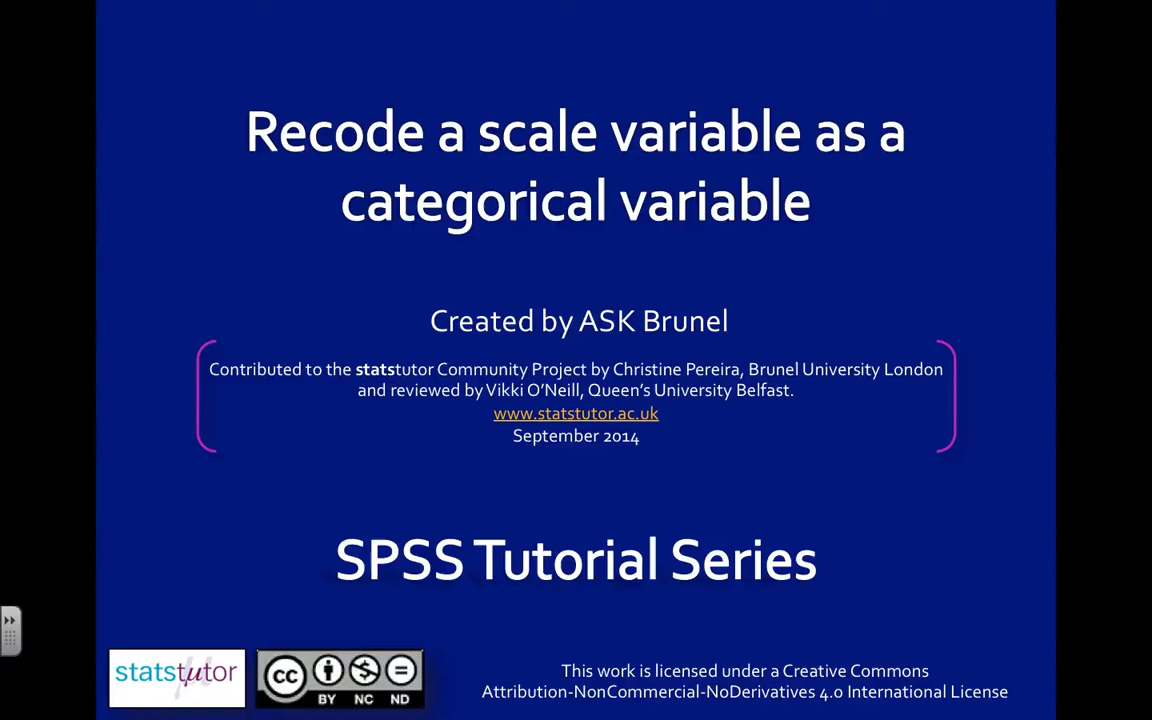 Recode a scale variable as a
categorical variable
Created by ASK Brunel
Contributed to the statstutor Community Project by Christine Pereira, Brunel University London
and reviewed by Vikki O'Neill, Queen's University Belfast.
www.statstutor.ac.uk
September 2014
SPSS Tutorial Series
statstutor
cc
BY NC ND
This work is licensed under a Creative Commons
Attribution-NonCommercial-NoDerivatives 4.0 International License